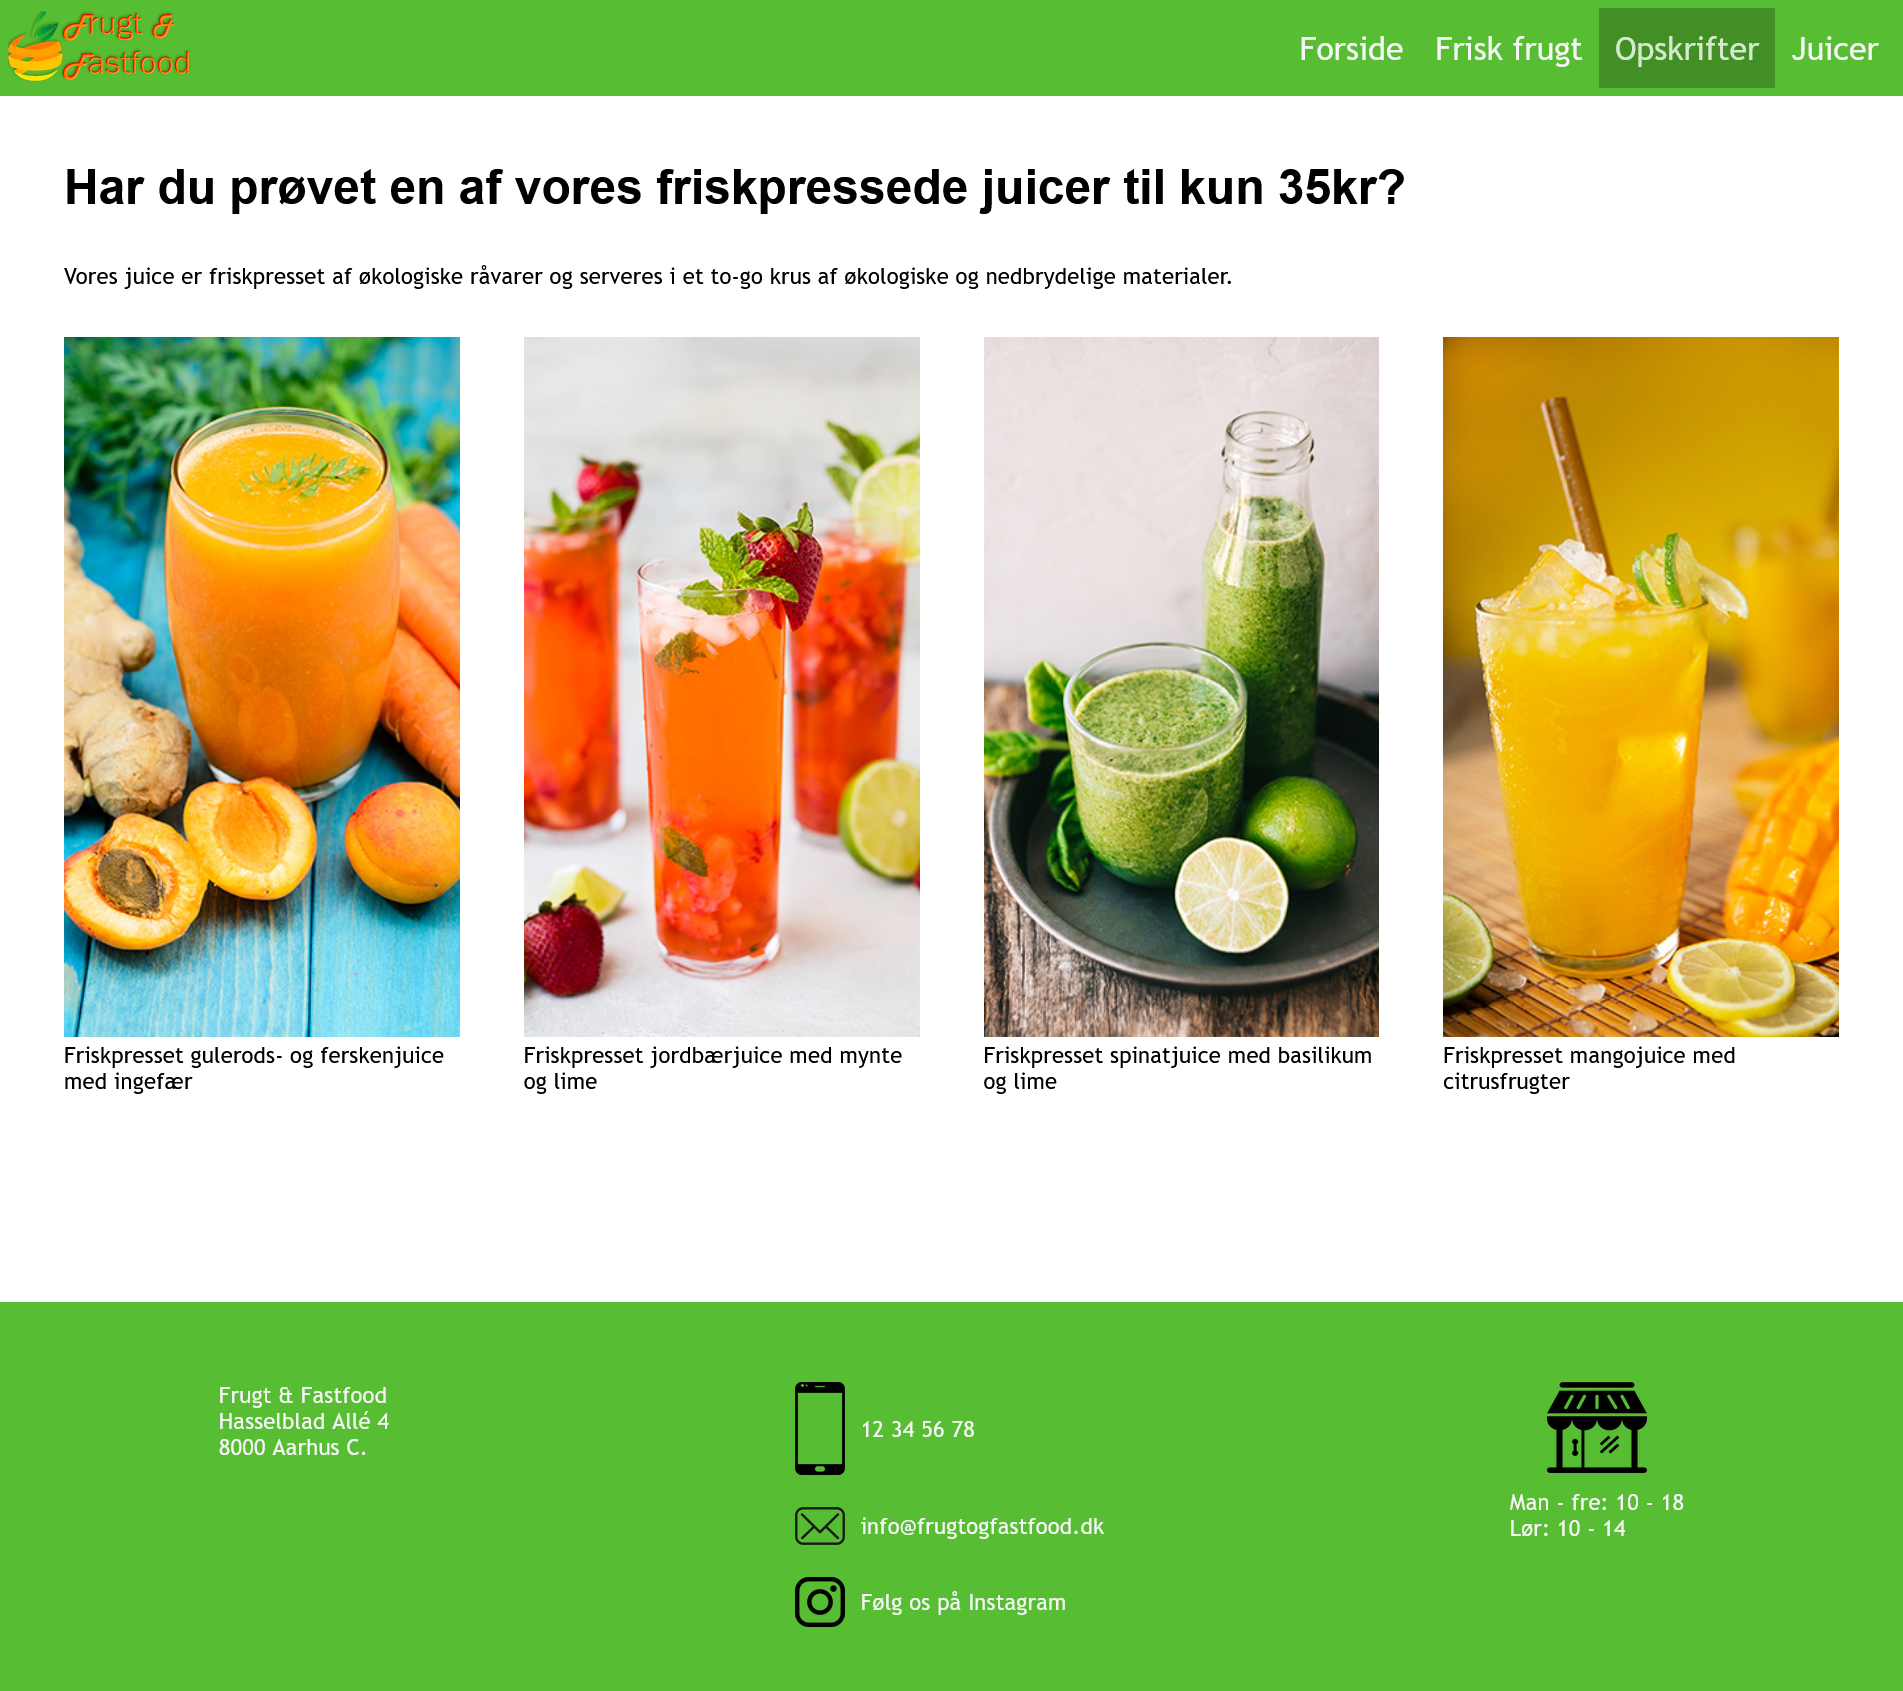 Frugt &
Fastfood
Forside
Frisk frugt
Opskrifter
Juicer
Har du prøvet en af vores friskpressede juicer til kun 35kr?
Vores juice er friskpresset af økologiske råvarer og serveres i et to-go krus af økologiske og nedbrydelige materialer.
Friskpresset gulerods- og ferskenjuice
med ingefær
Friskpresset jordbærjuice med mynte
og lime
Friskpresset spinatjuice med basilikum
og lime
Friskpresset mangojuice med
citrusfrugter
Frugt & Fastfood
Hasselblad Allé 4
8000 Aarhus C.
12 34 56 78
info@frugtogfastfood.dk
Følg os på Instagram
Man - fre: 10 - 18
Lør: 10 - 14